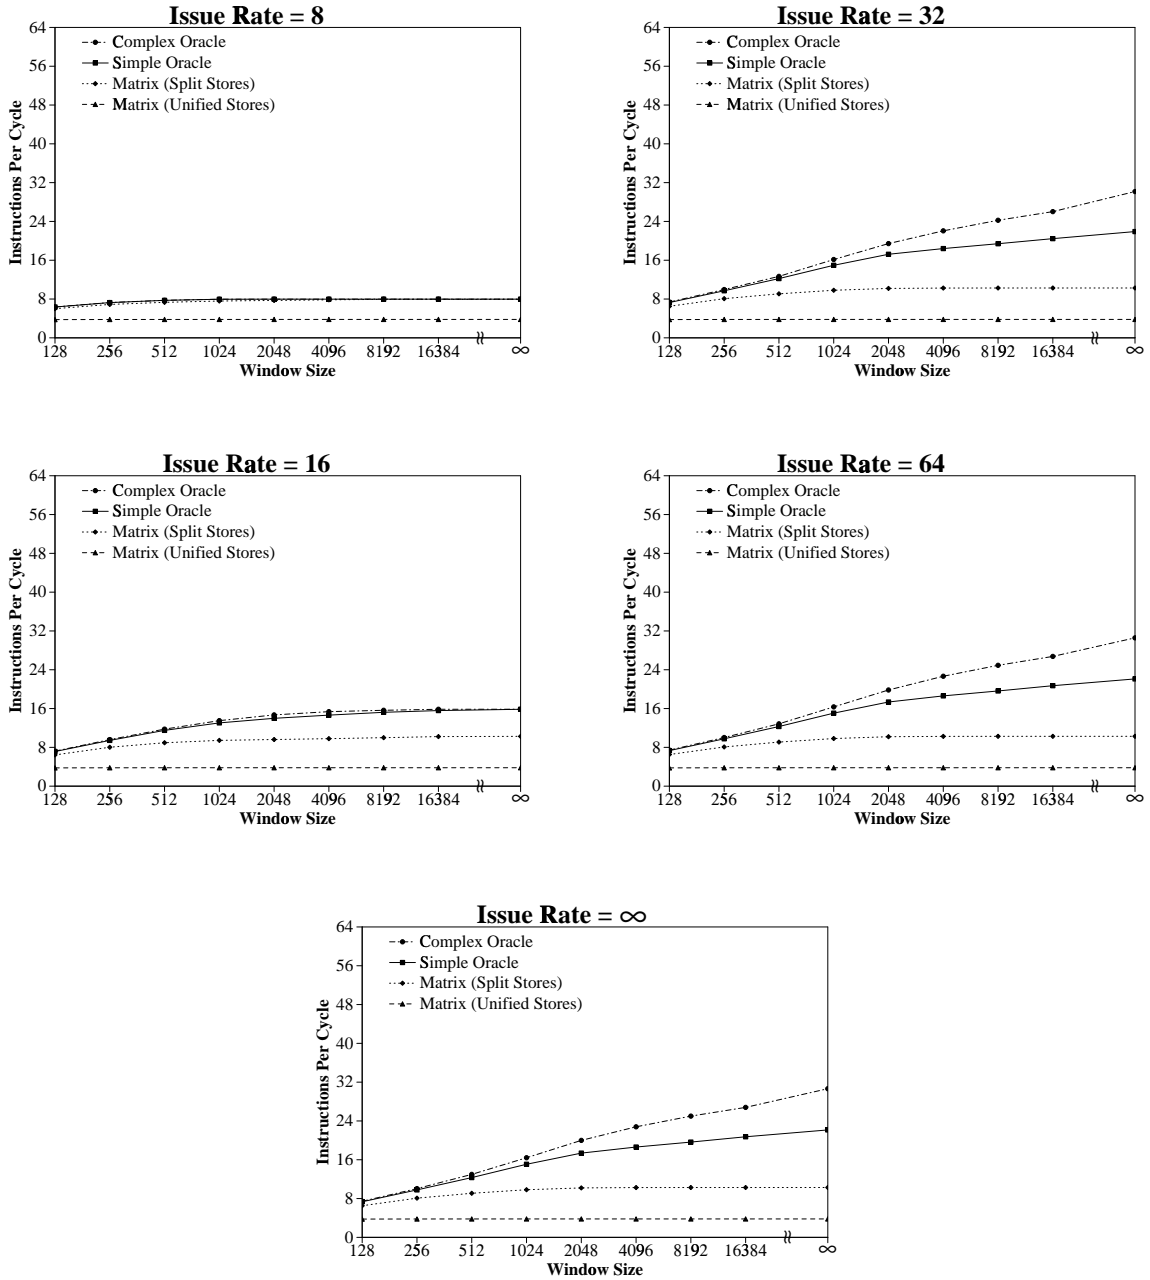 Issue Rate = 8
64
56
48
40
32
24
16
8
0
Instructions Per Cycle
Complex Oracle
Simple Oracle
Matrix (Split Stores)
Matrix (Unified Stores)
128 256 512 1024 2048 4096 8192 16384 ∞
Window Size
Issue Rate = 32
64
56
48
40
32
24
16
8
0
Instructions Per Cycle
Complex Oracle
Simple Oracle
Matrix (Split Stores)
Matrix (Unified Stores)
128 256 512 1024 2048 4096 8192 16384 ∞
Window Size
Issue Rate = 16
64
56
48
40
32
24
16
8
0
Instructions Per Cycle
Complex Oracle
Simple Oracle
Matrix (Split Stores)
Matrix (Unified Stores)
128 256 512 1024 2048 4096 8192 16384 ∞
Window Size
Issue Rate = 64
64
56
48
40
32
24
16
8
0
Instructions Per Cycle
Complex Oracle
Simple Oracle
Matrix (Split Stores)
Matrix (Unified Stores)
128 256 512 1024 2048 4096 8192 16384 ∞
Window Size
Issue Rate = ∞
64
56
48
40
32
24
16
8
0
Instructions Per Cycle
Complex Oracle
Simple Oracle
Matrix (Split Stores)
Matrix (Unified Stores)
128 256 512 1024 2048 4096 8192 16384 ∞
Window Size